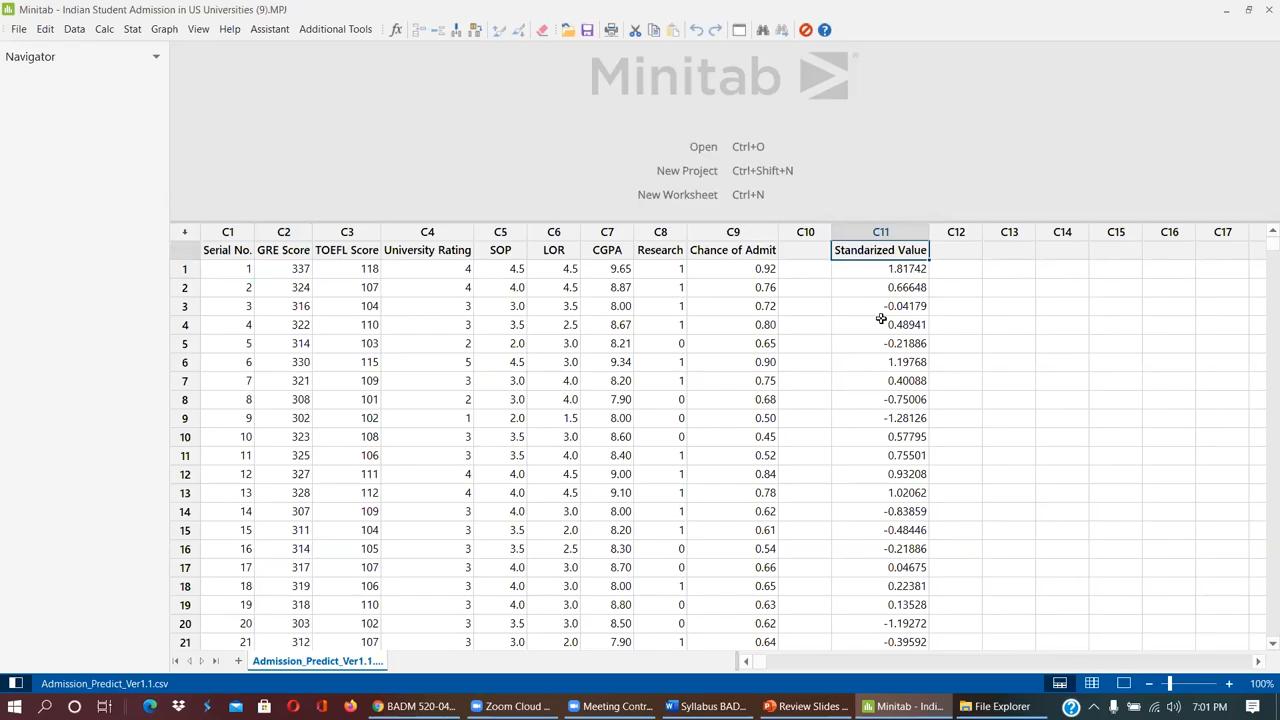 Minitab - Indian Student Admission in US Universities (9).MPJ
File Edit Data Calc Stat Graph View Help Assistant Additional Tools
Navigator
Minitab
Open Ctrl+O
New Project Ctrl+Shift+N
New Worksheet Ctrl+N
C1 C2 C3 C4 C5 C6 C7 C8 C9 C10 C11 C12 C13 C14 C15 C16 C17
Serial No. GRE Score TOEFL Score University Rating SOP LOR CGPA Research Chance of Admit Standarized Value
1 1 337 118 4 4.5 4.5 9.65 1 0.92 1.81742
2 2 324 107 4 4.0 4.5 8.87 1 0.76 0.66648
3 3 316 104 3 3.0 3.5 8.00 1 0.72 -0.04179
4 4 322 110 3 3.5 2.5 8.67 1 0.80 0.48941
5 5 314 103 2 2.0 3.0 8.21 0 0.65 -0.21886
6 6 330 115 5 4.5 3.0 9.34 1 0.90 1.19768
7 7 321 109 3 3.0 4.0 8.20 1 0.75 0.40088
8 8 308 101 2 3.0 4.0 7.90 0 0.68 -0.75006
9 9 302 102 1 2.0 1.5 8.00 0 0.50 -1.28126
10 10 323 108 3 3.5 3.0 8.60 0 0.45 0.57795
11 11 325 106 3 3.5 4.0 8.40 1 0.52 0.75501
12 12 327 111 4 4.0 4.5 9.00 1 0.84 0.93208
13 13 328 112 4 4.0 4.5 9.10 1 0.78 1.02062
14 14 307 109 3 4.0 3.0 8.00 1 0.62 -0.83859
15 15 311 104 3 3.5 2.0 8.20 1 0.61 -0.48446
16 16 314 105 3 3.5 2.5 8.30 0 0.54 -0.21886
17 17 317 107 3 4.0 3.0 8.70 0 0.66 0.04675
18 18 319 106 3 4.0 3.0 8.00 1 0.65 0.22381
19 19 318 110 3 4.0 3.0 8.80 0 0.63 0.13528
20 20 303 102 3 3.5 3.0 8.50 0 0.62 -1.19272
21 21 312 107 3 3.0 2.0 7.90 1 0.64 -0.39592
Admission_Predict_Ver1.1....
Admission_Predict_Ver1.1.csv 100%
BADM 520-04... Zoom Cloud ... Meeting Contr... Syllabus BAD... Review Slides ... Minitab - Indi... File Explorer 7:01 PM